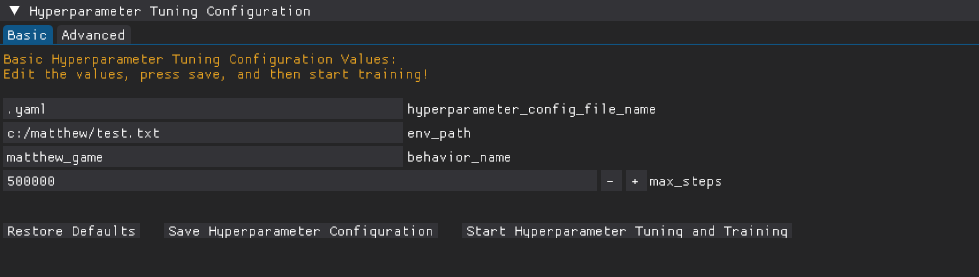 ▼ Hyperparameter Tuning Configuration
Basic Advanced
Basic Hyperparameter Tuning Configuration Values:
Edit the values, press save, and then start training!
.yaml hyperparameter_config_file_name
c:/matthew/test.txt env_path
matthew_game behavior_name
500000 - + max_steps
Restore Defaults Save Hyperparameter Configuration Start Hyperparameter Tuning and Training